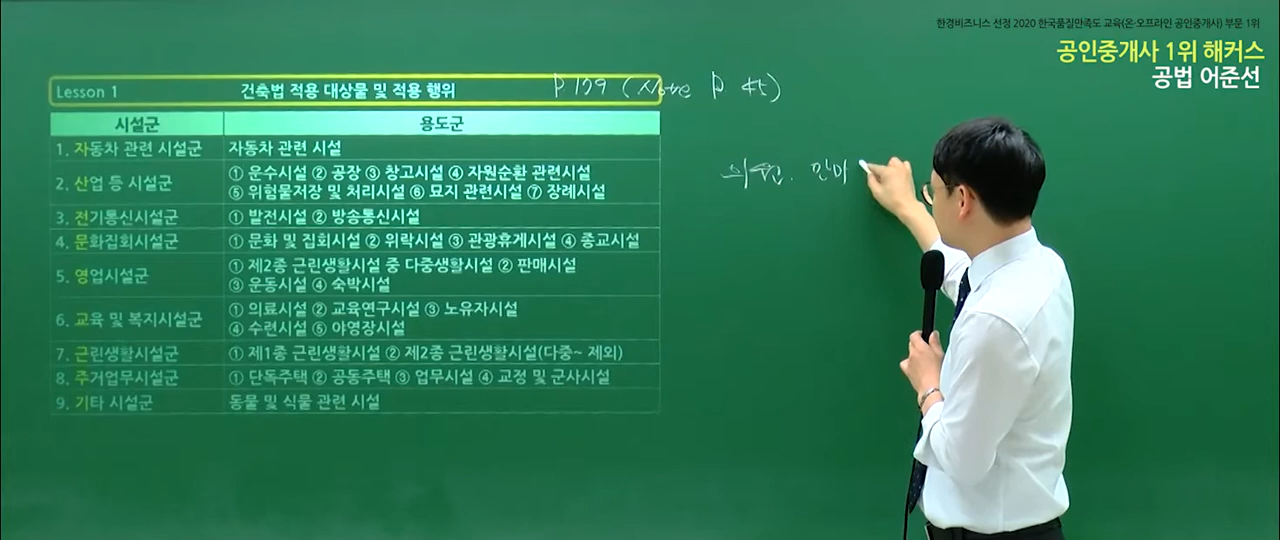 한경비즈니스 선정 2020 한국품질만족도 교육(온·오프라인 공인중개사) 부문 1위
공인중개사 1위 해커스
공법 어준선
Lesson 1 건축법 적용 대상물 및 적용 행위 P 179 (Note P 45)
시설군 용도군
1. 자동차 관련 시설군 자동차 관련 시설
2. 산업 등 시설군 ① 운수시설 ② 공장 ③ 창고시설 ④ 자원순환 관련시설
⑤ 위험물저장 및 처리시설 ⑥ 묘지 관련시설 ⑦ 장례시설
3. 전기통신시설군 ① 발전시설 ② 방송통신시설
4. 문화집회시설군 ① 문화 및 집회시설 ② 위락시설 ③ 관광휴게시설 ④ 종교시설
5. 영업시설군 ① 제2종 근린생활시설 중 다중생활시설 ② 판매시설
③ 운동시설 ④ 숙박시설
6. 교육 및 복지시설군 ① 의료시설 ② 교육연구시설 ③ 노유자시설
④ 수련시설 ⑤ 야영장시설
7. 근린생활시설군 ① 제1종 근린생활시설 ② 제2종 근린생활시설(다중~ 제외)
8. 주거업무시설군 ① 단독주택 ② 공동주택 ③ 업무시설 ④ 교정 및 군사시설
9. 기타 시설군 동물 및 식물 관련 시설